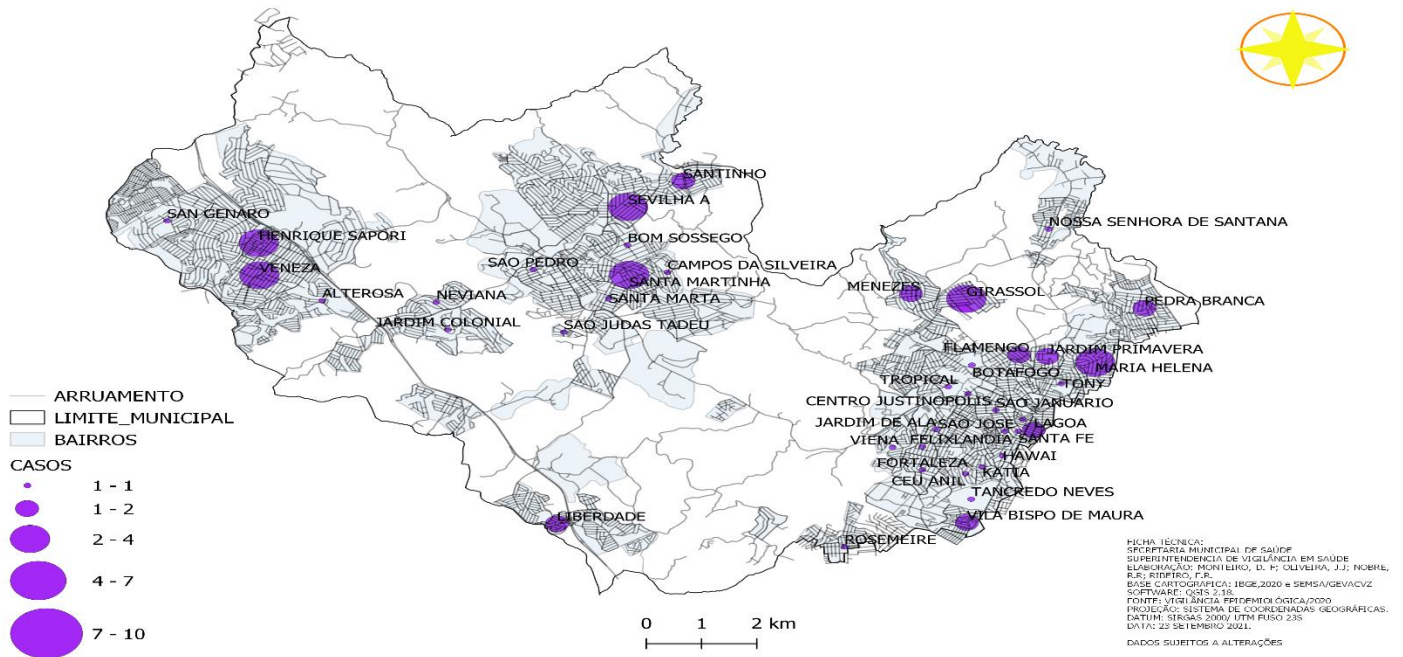 SANTINHO
SEVILHA A
SAN GENARO
NOSSA SENHORA DE SANTANA
HENRIQUE SAPORI
BOM SOSSEGO
SAO PEDRO
CAMPOS DA SILVEIRA
VENEZA
SANTA MARTINHA
MENEZES
GIRASSOL
ALTEROSA
NEVIANA
SANTA MARTA
PEDRA BRANCA
JARDIM COLONIAL
SAO JUDAS TADEU
FLAMENGO
JARDIM PRIMAVERA
BOTAFOGO
MARIA HELENA
TROPICAL
TONY
CENTRO JUSTINOPOLIS
SAO JANUARIO
JARDIM DE ALA
SAO JOSE
LAGOA
VIENA
FELIXLANDIA
SANTA FE
HAWAI
FORTALEZA
KATIA
CEU ANIL
TANCREDO NEVES
LIBERDADE
VILA BISPO DE MAURA
ROSEMEIRE
ARRUAMENTO
LIMITE_MUNICIPAL
BAIRROS
CASOS
1 - 1
1 - 2
2 - 4
4 - 7
7 - 10
0 1 2 km
FICHA TÉCNICA:
SECRETARIA MUNICIPAL DE SAÚDE
SUPERINTENDENCIA DE VIGILÂNCIA EM SAÚDE
ELABORAÇÃO: MONTEIRO, D. F; OLIVEIRA, J.J; NOBRE,
R.R; RIBEIRO, F.R.
BASE CARTOGRAFICA: IBGE,2020 e SEMSA/GEVACVZ
SOFTWARE: QGIS 2.18.
FONTE: VIGILÂNCIA EPIDEMIOLÓGICA/2020
PROJEÇÃO: SISTEMA DE COORDENADAS GEOGRÁFICAS.
DATUM: SIRGAS 2000/ UTM FUSO 23S
DATA: 23 SETEMBRO 2021.
DADOS SUJEITOS A ALTERAÇÕES